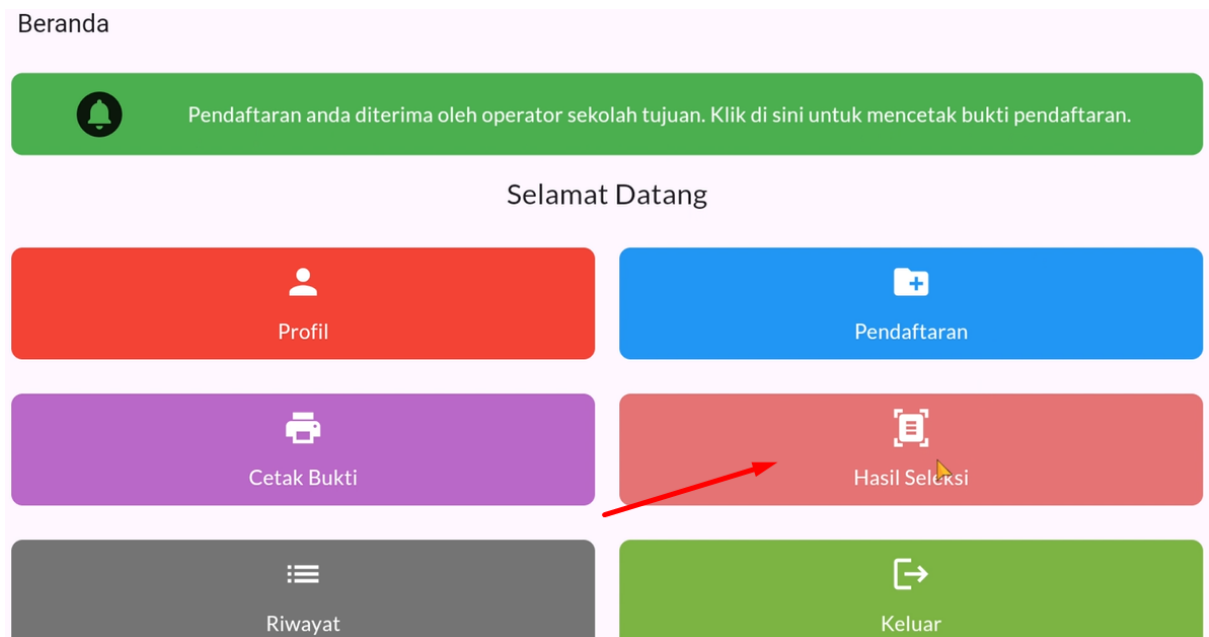 Beranda
Pendaftaran anda diterima oleh operator sekolah tujuan. Klik di sini untuk mencetak bukti pendaftaran.
Selamat Datang
Profil
Pendaftaran
Cetak Bukti
Hasil Seleksi
Riwayat
Keluar